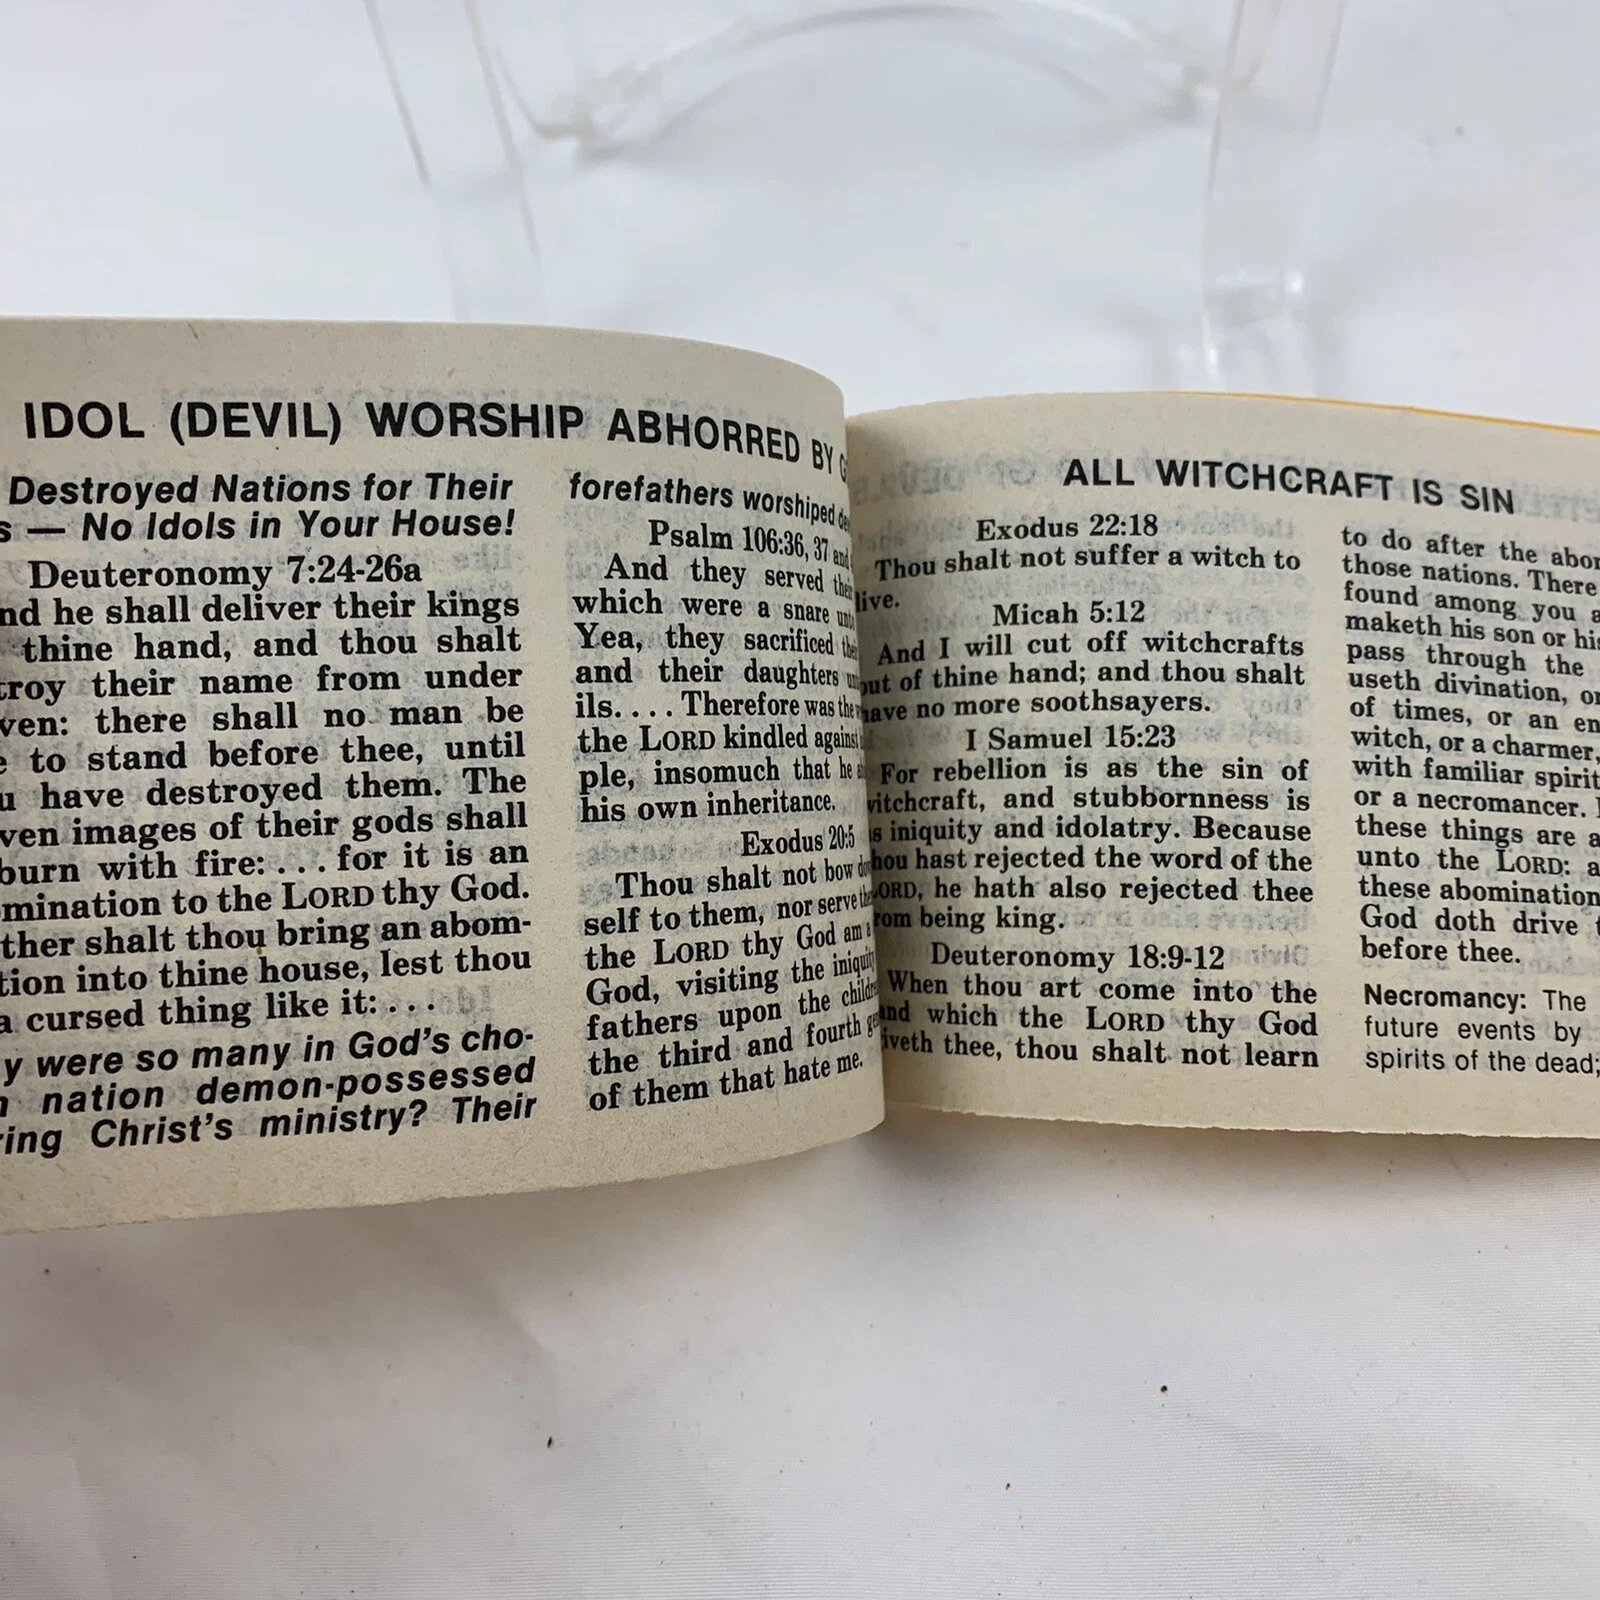 IDOL (DEVIL) WORSHIP ABHORRED BY
Destroyed Nations for Their
— No Idols in Your House!
Deuteronomy 7:24-26a
he shall deliver their kings
thine hand, and thou shalt
their name from under
there shall no man be
to stand before thee, until
have destroyed them. The
images of their gods shall
burn with fire: . . . for it is an
to the LORD thy God.
shalt thou bring an abom-
into thine house, lest thou
a cursed thing like it: . . .
were so many in God's cho-
nation demon-possessed
Christ's ministry? Their
forefathers worshiped
Psalm 106:36, 37
And they served
which were a snare
Yea, they sacrificed
and their daughters
ils. . . . Therefore was the
the LORD kindled against
ple, insomuch that he
his own inheritance.
Exodus 20:5
Thou shalt not bow
self to them, nor serve
the LORD thy God am
God, visiting the iniquity
fathers upon the
the third and fourth
of them that hate me.
ALL WITCHCRAFT IS SIN
Exodus 22:18
Thou shalt not suffer a witch to
live.
Micah 5:12
And I will cut off witchcrafts
out of thine hand; and thou shalt
have no more soothsayers.
I Samuel 15:23
For rebellion is as the sin of
witchcraft, and stubbornness is
as iniquity and idolatry. Because
thou hast rejected the word of the
LORD, he hath also rejected thee
from being king.
Deuteronomy 18:9-12
When thou art come into the
land which the LORD thy God
giveth thee, thou shalt not learn
to do after the
those nations. There
found among you
maketh his son or
pass through the
useth divination,
of times, or an
witch, or a charmer,
with familiar
or a necromancer.
these things are
unto the LORD:
these
God doth drive
before thee.
Necromancy: The
future events by
spirits of the dead;